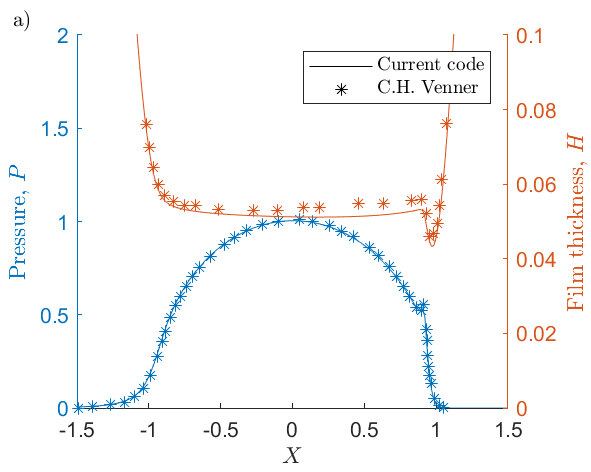 a)
2
1.5
1
0.5
0
Pressure, P
0.1
0.08
0.06
0.04
0.02
0
Film thickness, H
Current code
C.H. Venner
-1.5 -1 -0.5 0 0.5 1 1.5
X